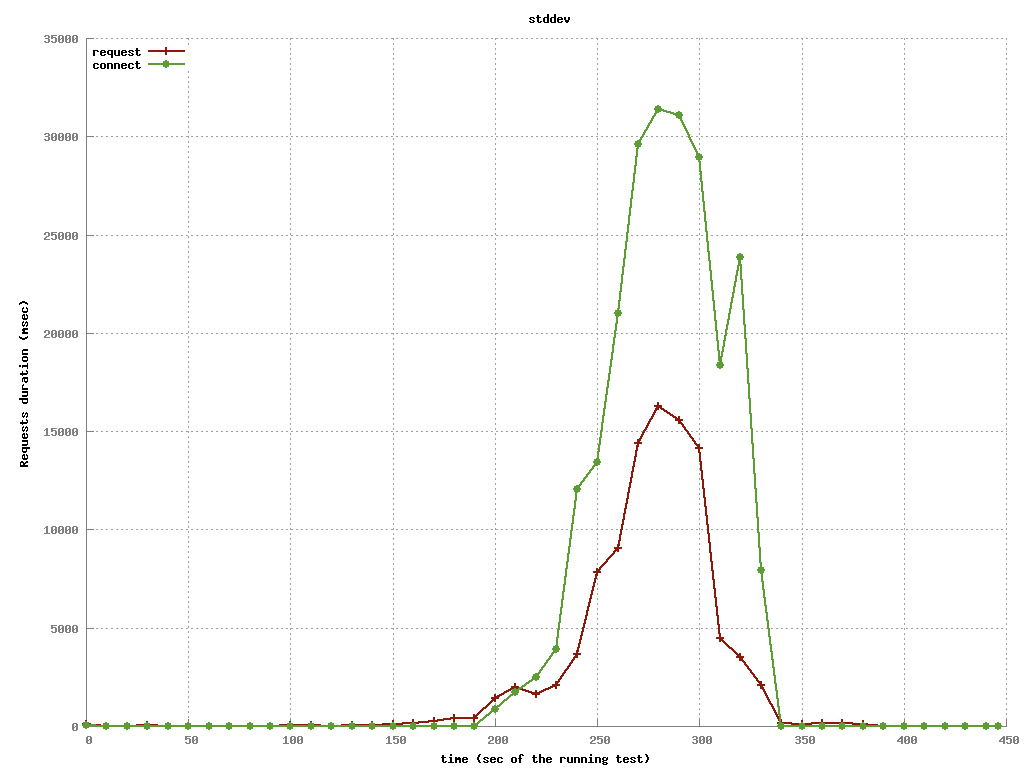 stddev
35000
request
connect
30000
25000
20000
Requests duration (msec)
15000
10000
5000
0
0 50 100 150 200 250 300 350 400 450
time (sec of the running test)